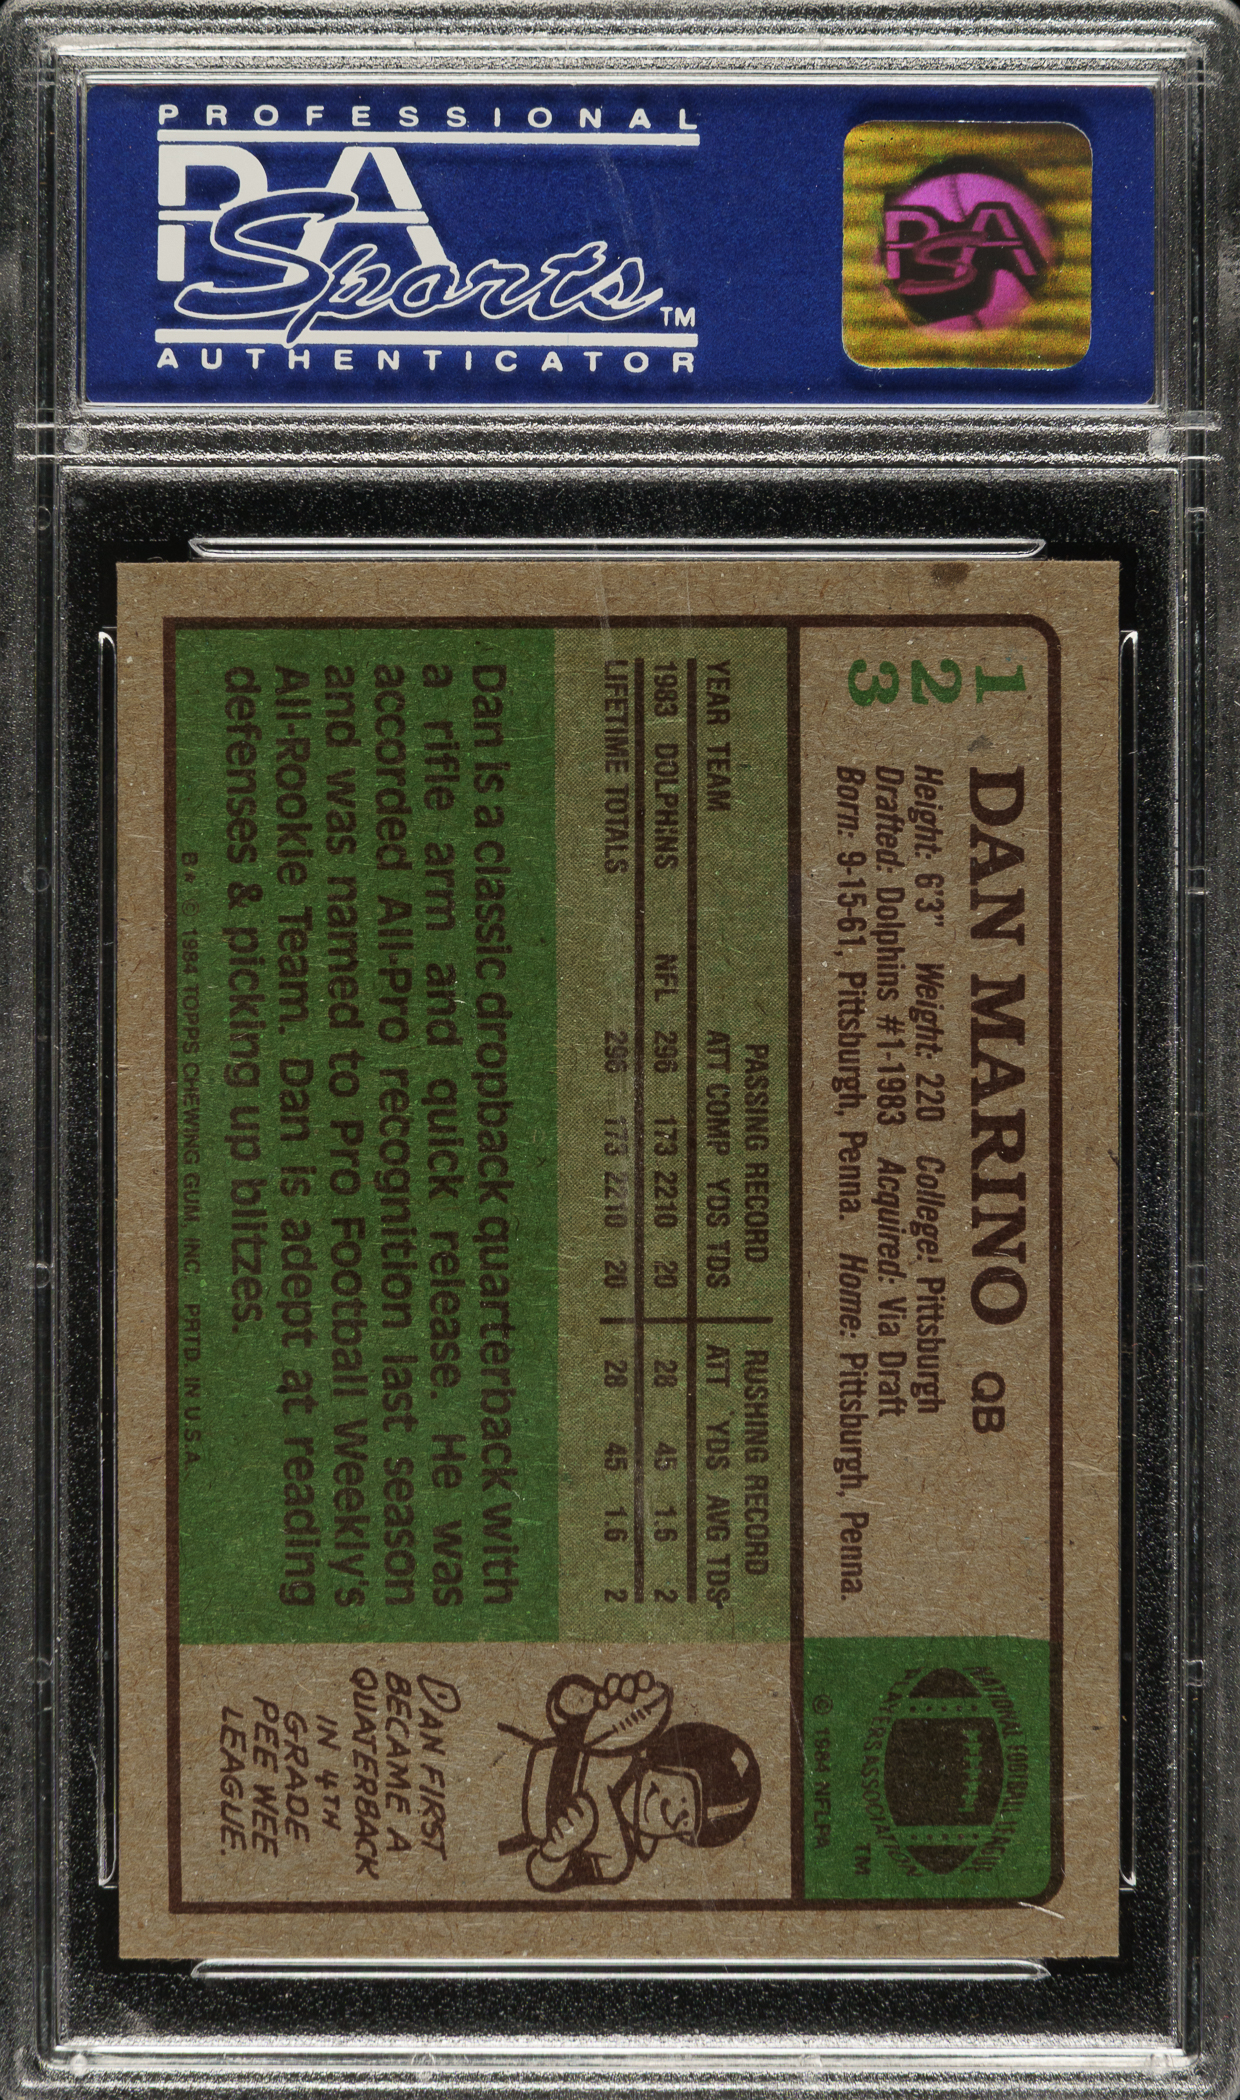 PROFESSIONAL
PSA
Sports™
AUTHENTICATOR
PSA
123
DAN MARINO QB
Height: 6'3" Weight: 220 College: Pittsburgh
Drafted: Dolphins #1-1983 Acquired: Via Draft
Born: 9-15-61, Pittsburgh, Penna. Home: Pittsburgh, Penna.
NATIONAL FOOTBALL LEAGUE
PLAYERS ASSOCIATION
TM
© 1984 NFLPA
PASSING RECORD RUSHING RECORD
YEAR TEAM ATT COMP YDS TDS ATT YDS AVG TDS
1983 DOLPHINS NFL 296 173 2210 20 28 45 1.6 2
LIFETIME TOTALS 296 173 2210 20 28 45 1.6 2
Dan is a classic dropback quarterback with
a rifle arm and quick release. He was
accorded All-Pro recognition last season
and was named to Pro Football Weekly's
All-Rookie Team. Dan is adept at reading
defenses & picking up blitzes.
B* © 1984 TOPPS CHEWING GUM, INC. PRTD. IN U.S.A.
DAN FIRST
BECAME A
QUATERBACK
IN 4TH
GRADE
PEE WEE
LEAGUE.